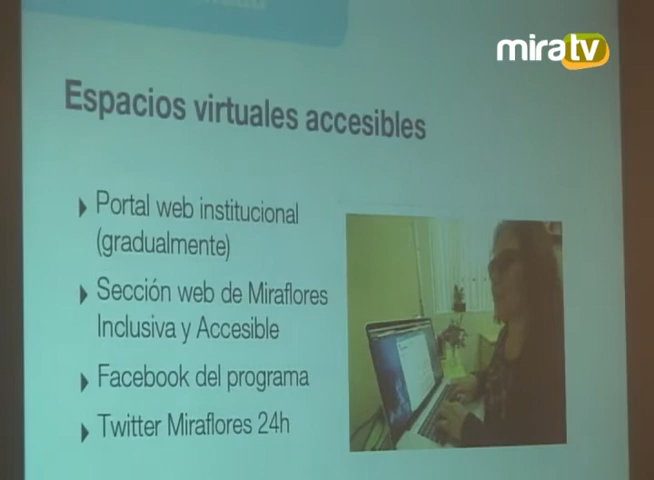 miratv
Espacios virtuales accesibles
Portal web institucional
(gradualmente)
Sección web de Miraflores
Inclusiva y Accesible
Facebook del programa
Twitter Miraflores 24h